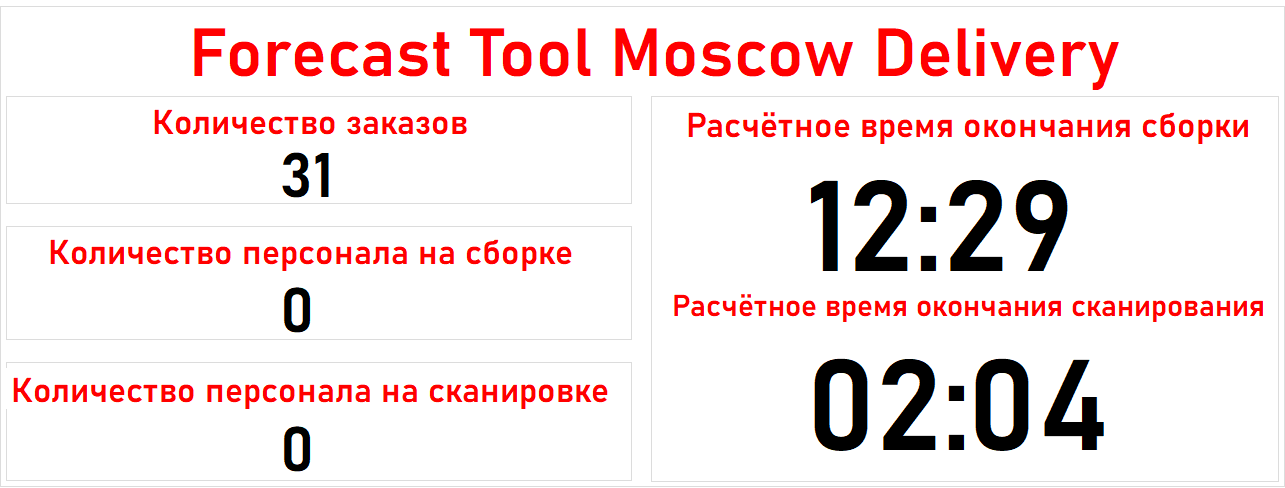 Forecast Tool Moscow Delivery
Количество заказов
31
Количество персонала на сборке
0
Количество персонала на сканировке
0
Расчётное время окончания сборки
12:29
Расчётное время окончания сканирования
02:04